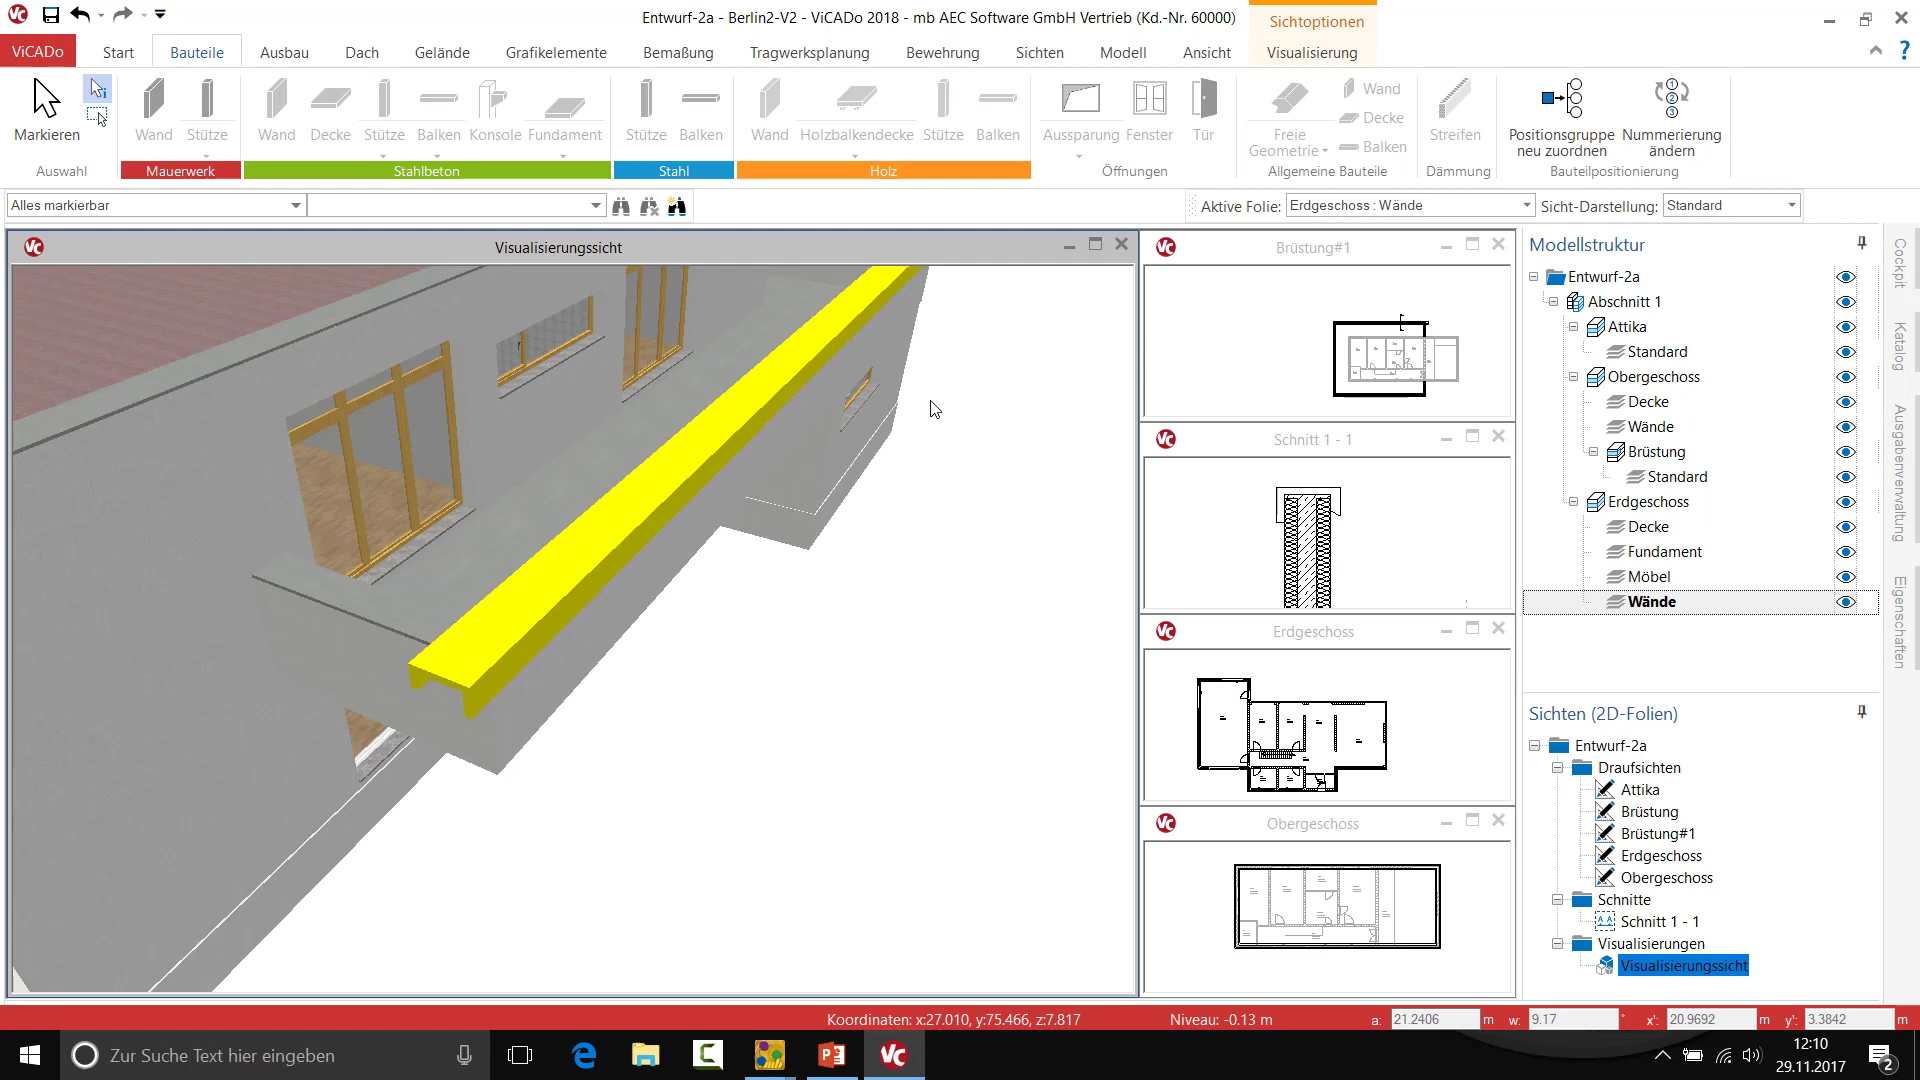 Entwurf-2a - Berlin2-V2 - ViCADo 2018 - mb AEC Software GmbH Vertrieb (Kd.-Nr. 60000)
Sichtoptionen
ViCADo
Start
Bauteile
Ausbau
Dach
Gelände
Grafikelemente
Bemaßung
Tragwerksplanung
Bewehrung
Sichten
Modell
Ansicht
Visualisierung
Markieren
Wand
Stütze
Wand
Decke
Stütze
Balken
Konsole
Fundament
Stütze
Balken
Wand
Holzbalkendecke
Stütze
Balken
Aussparung
Fenster
Tür
Freie
Geometrie
Wand
Decke
Balken
Streifen
Positionsgruppe
neu zuordnen
Nummerierung
ändern
Auswahl
Mauerwerk
Stahlbeton
Stahl
Holz
Öffnungen
Allgemeine Bauteile
Dämmung
Bauteilpositionierung
Alles markierbar
Aktive Folie: Erdgeschoss : Wände
Sicht-Darstellung: Standard
Visualisierungssicht
Brüstung#1
Schnitt 1 - 1
Erdgeschoss
Obergeschoss
Modellstruktur
Entwurf-2a
Abschnitt 1
Attika
Standard
Obergeschoss
Decke
Wände
Brüstung
Standard
Erdgeschoss
Decke
Fundament
Möbel
Wände
Sichten (2D-Folien)
Entwurf-2a
Draufsichten
Attika
Brüstung
Brüstung#1
Erdgeschoss
Obergeschoss
Schnitte
Schnitt 1 - 1
Visualisierungen
Visualisierungssicht
Cockpit
Katalog
Ausgabenverwaltung
Eigenschaften
Koordinaten: x:27.010, y:75.466, z:7.817
Niveau: -0.13 m
a: 21.2406 m w: 9.17 ° x': 20.9692 m y': 3.3842 m
Zur Suche Text hier eingeben
12:10
29.11.2017
2